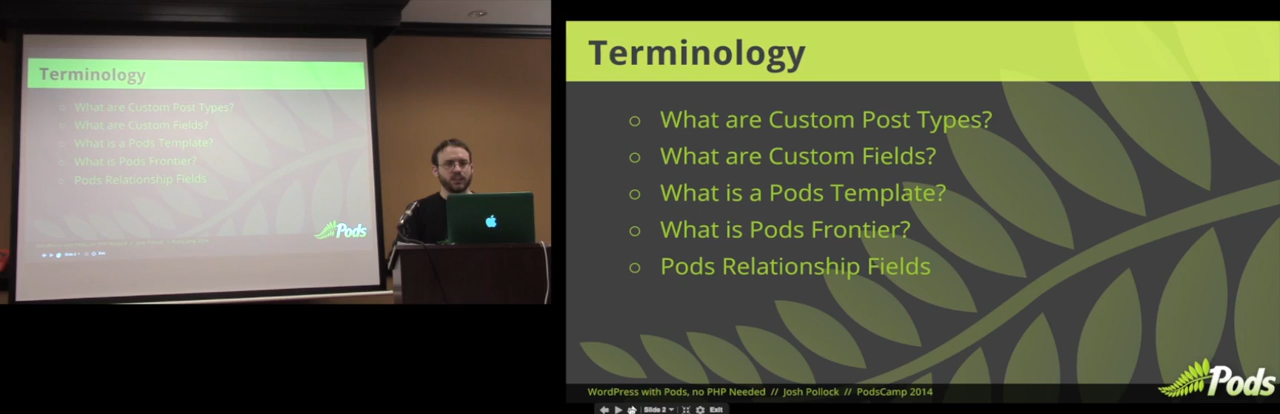 Terminology
What are Custom Post Types?
What are Custom Fields?
What is a Pods Template?
What is Pods Frontier?
Pods Relationship Fields
Pods
Terminology
○ What are Custom Post Types?
○ What are Custom Fields?
○ What is a Pods Template?
○ What is Pods Frontier?
○ Pods Relationship Fields
Pods
WordPress with Pods, no PHP Needed // Josh Pollock // PodsCamp 2014
Slide 2 Exit